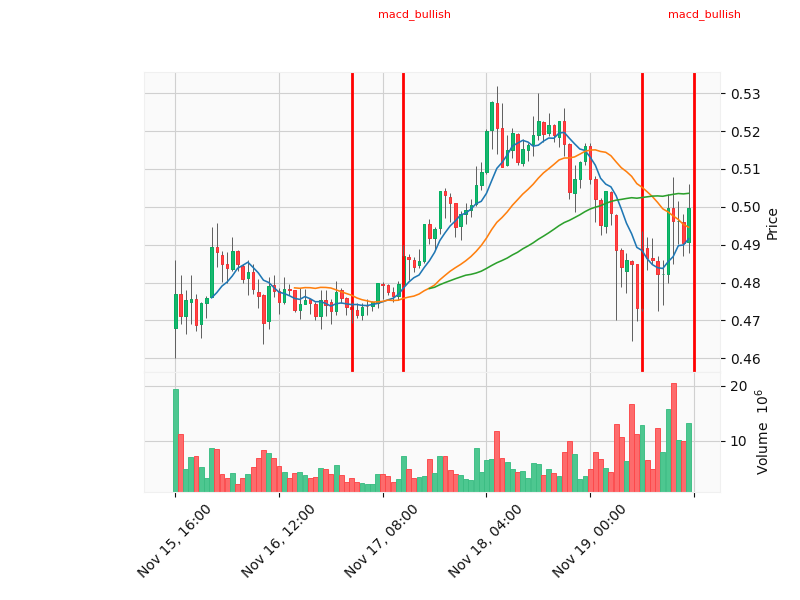 macd_bullish
macd_bullish
0.53
0.52
0.51
0.50
0.49
0.48
0.47
0.46
Price
20
10
Volume 10⁶
Nov 15, 16:00
Nov 16, 12:00
Nov 17, 08:00
Nov 18, 04:00
Nov 19, 00:00